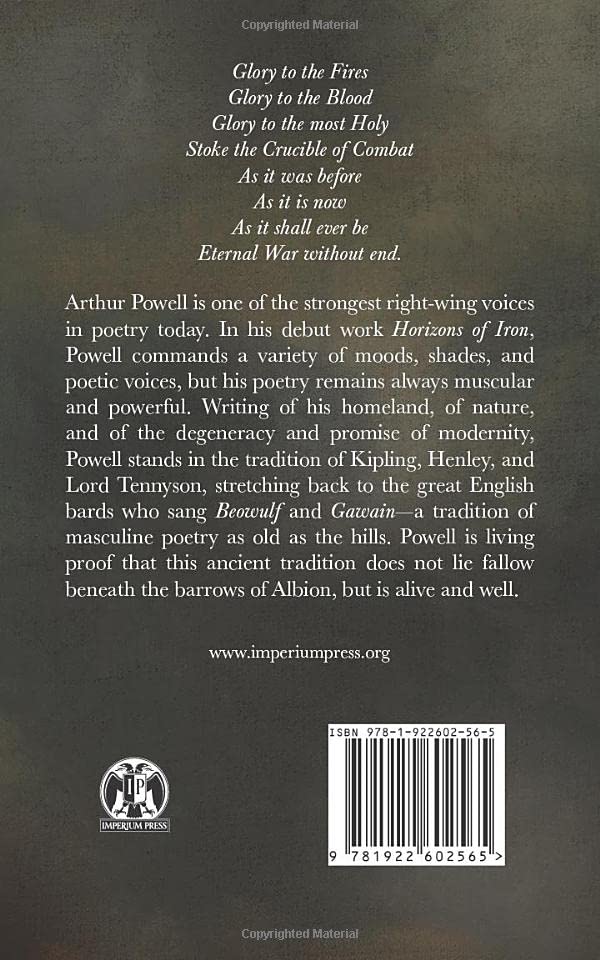 Copyrighted Material
Glory to the Fires
Glory to the Blood
Glory to the most Holy
Stoke the Crucible of Combat
As it was before
As it is now
As it shall ever be
Eternal War without end.
Arthur Powell is one of the strongest right-wing voices
in poetry today. In his debut work Horizons of Iron,
Powell commands a variety of moods, shades, and
poetic voices, but his poetry remains always muscular
and powerful. Writing of his homeland, of nature,
and of the degeneracy and promise of modernity,
Powell stands in the tradition of Kipling, Henley, and
Lord Tennyson, stretching back to the great English
bards who sang Beowulf and Gawain—a tradition of
masculine poetry as old as the hills. Powell is living
proof that this ancient tradition does not lie fallow
beneath the barrows of Albion, but is alive and well.
www.imperiumpress.org
ISBN 978-1-922602-56-5
IP
IMPERIUM PRESS
9 781922 602565 >
Copyrighted Material